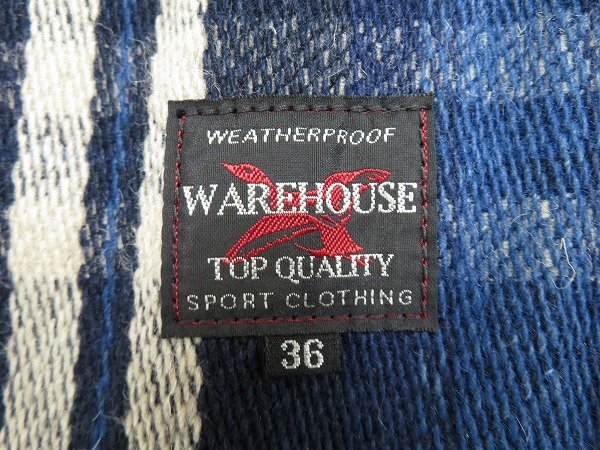 WEATHERPROOF
WAREHOUSE
TOP QUALITY
SPORT CLOTHING
36